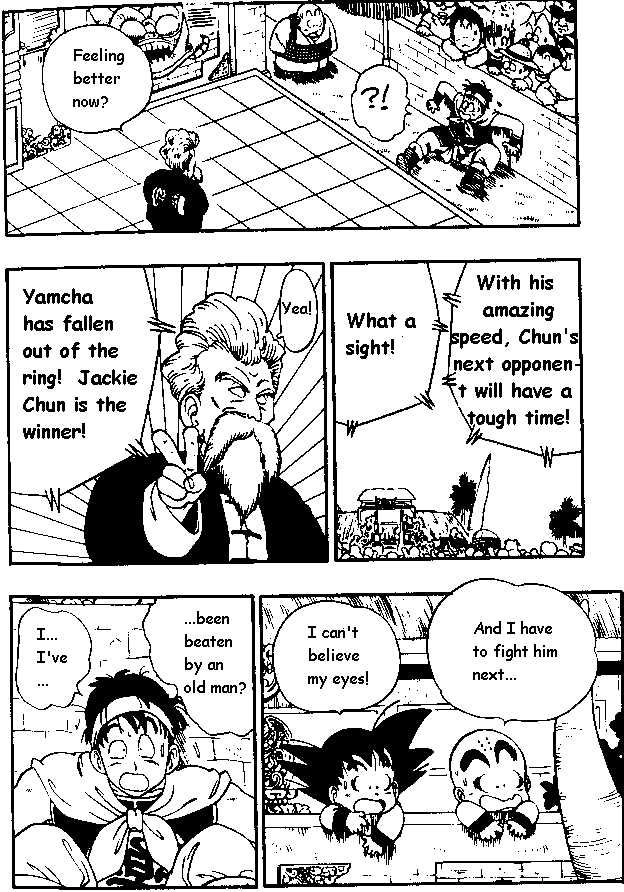 Feeling
better
now?
?!
Yamcha
has fallen
out of the
ring! Jackie
Chun is the
winner!
Yea!
What a
sight!
With his
amazing
speed, Chun's
next opponen-
t will have a
tough time!
I...
I've
...
...been
beaten
by an
old man?
I can't
believe
my eyes!
And I have
to fight him
next...